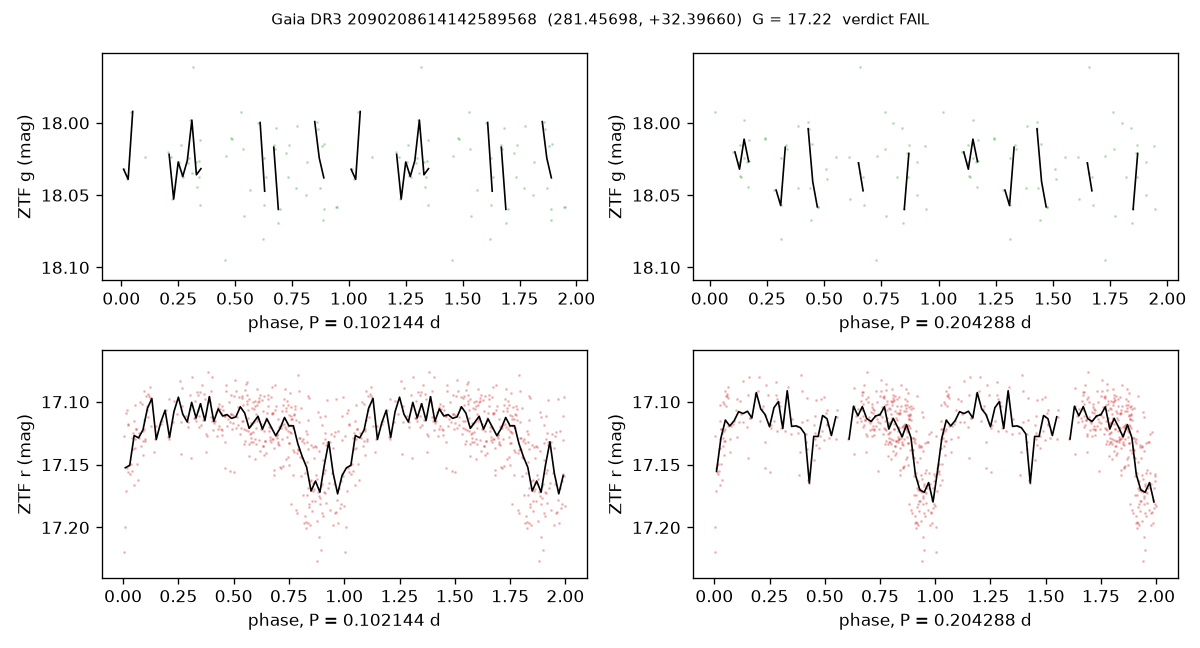 Gaia DR3 2090208614142589568  (281.45698, +32.39660)  G = 17.22  verdict FAIL
ZTF g (mag)
18.00
18.05
18.10
0.00 0.25 0.50 0.75 1.00 1.25 1.50 1.75 2.00
phase, P = 0.102144 d
ZTF g (mag)
18.00
18.05
18.10
0.00 0.25 0.50 0.75 1.00 1.25 1.50 1.75 2.00
phase, P = 0.204288 d
ZTF r (mag)
17.10
17.15
17.20
0.00 0.25 0.50 0.75 1.00 1.25 1.50 1.75 2.00
phase, P = 0.102144 d
ZTF r (mag)
17.10
17.15
17.20
0.00 0.25 0.50 0.75 1.00 1.25 1.50 1.75 2.00
phase, P = 0.204288 d